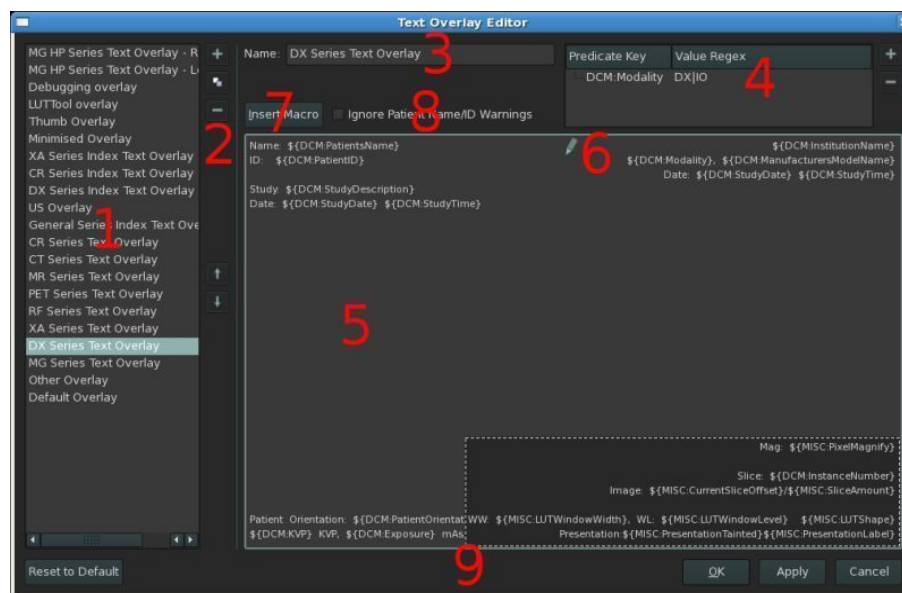 Text Overlay Editor
MG HP Series Text Overlay - R
MG HP Series Text Overlay - L
Debugging overlay
LUTTool overlay
Thumb Overlay
Minimised Overlay
XA Series Index Text Overlay
CR Series Index Text Overlay
DX Series Index Text Overlay
US Overlay
General Series Index Text Ove
CR Series Text Overlay
CT Series Text Overlay
MR Series Text Overlay
PET Series Text Overlay
RF Series Text Overlay
XA Series Text Overlay
DX Series Text Overlay
MG Series Text Overlay
Other Overlay
Default Overlay
1
2
Name: DX Series Text Overlay
3
Predicate Key Value Regex
DCM:Modality DX|IO
4
Insert Macro
7
Ignore Patient Name/ID Warnings
8
Name: ${DCM:PatientsName}
ID: ${DCM:PatientID}
Study: ${DCM:StudyDescription}
Date: ${DCM:StudyDate} ${DCM:StudyTime}
6
${DCM:InstitutionName}
${DCM:Modality}, ${DCM:ManufacturersModelName}
Date: ${DCM:StudyDate} ${DCM:StudyTime}
5
Mag: ${MISC:PixelMagnify}
Slice: ${DCM:InstanceNumber}
Image: ${MISC:CurrentSliceOffset}/${MISC:SliceAmount}
Patient Orientation: ${DCM:PatientOrientat WW: ${MISC:LUTWindowWidth}, WL: ${MISC:LUTWindowLevel} ${MISC:LUTShape}
${DCM:KVP} KVP, ${DCM:Exposure} mAs Presentation:${MISC:PresentationTainted}${MISC:PresentationLabel}
9
Reset to Default
OK Apply Cancel